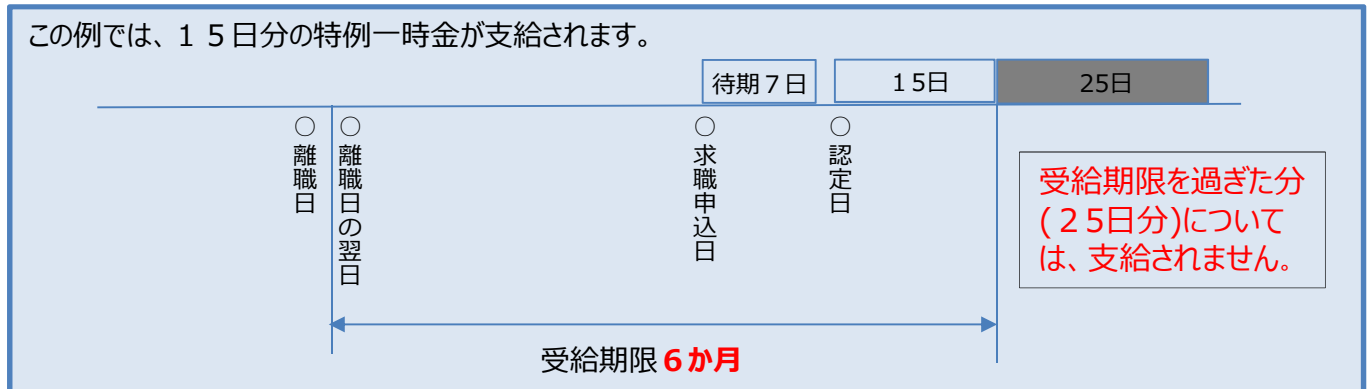 この例では、１５日分の特例一時金が支給されます。
待期７日
１５日
25日
○離職日
○離職日の翌日
○求職申込日
○認定日
受給期限を過ぎた分
(２５日分)について
は、支給されません。
受給期限６か月